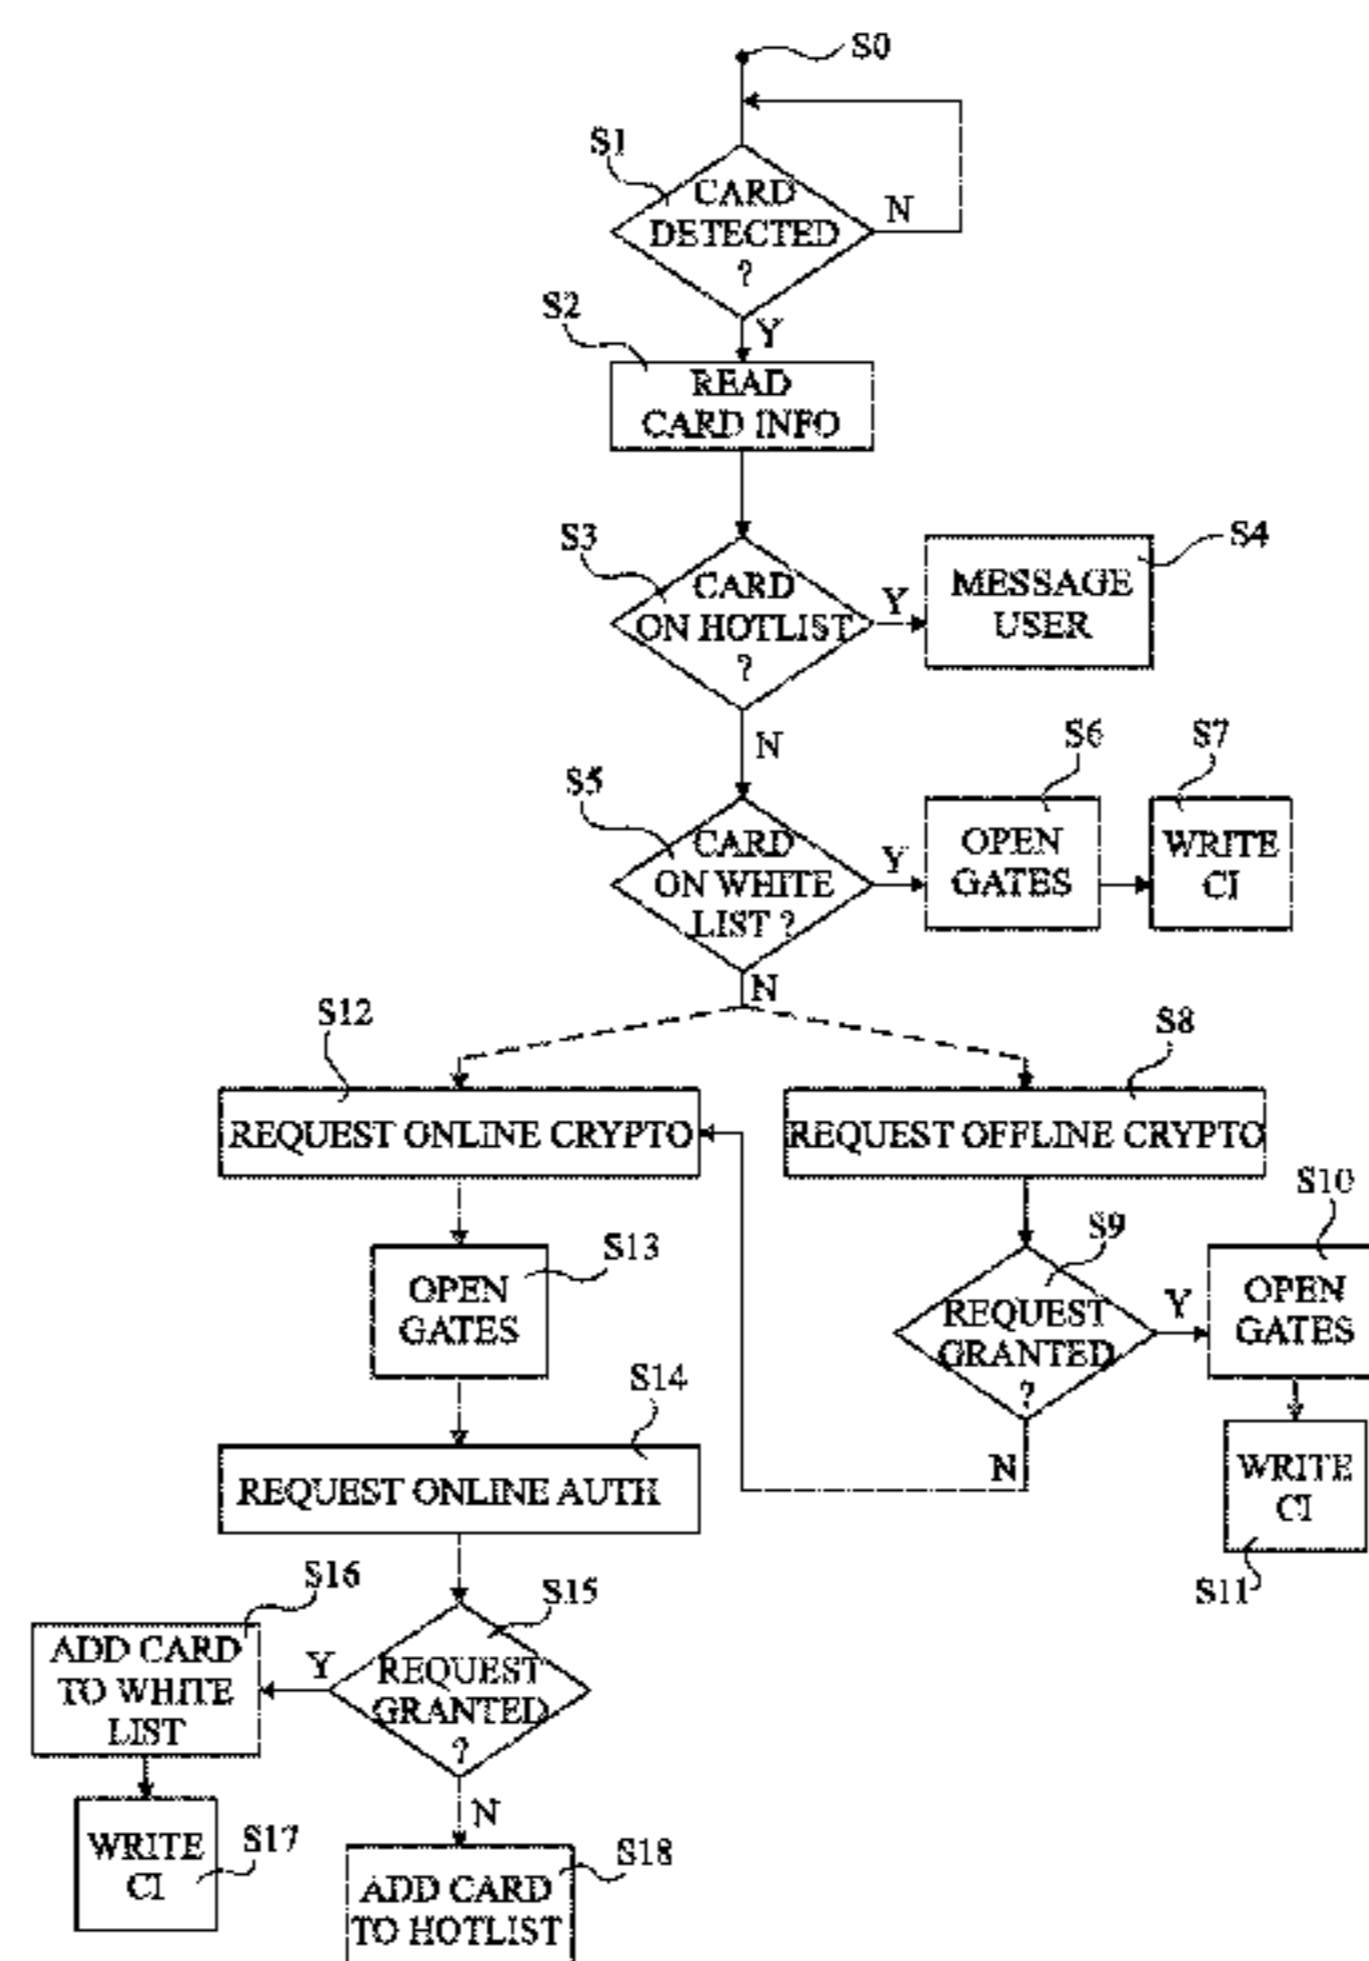 S0
S1
CARD
DETECTED
?
N
Y
S2
READ
CARD INFO
S3
CARD
ON HOTLIST
?
Y
S4
MESSAGE
USER
N
S5
CARD
ON WHITE
LIST ?
Y
S6
OPEN
GATES
S7
WRITE
CI
N
S12
REQUEST ONLINE CRYPTO
S8
REQUEST OFFLINE CRYPTO
S13
OPEN
GATES
S9
REQUEST
GRANTED
?
Y
S10
OPEN
GATES
N
S11
WRITE
CI
S14
REQUEST ONLINE AUTH
S15
REQUEST
GRANTED
?
Y
S16
ADD CARD
TO WHITE
LIST
S17
WRITE
CI
N
S18
ADD CARD
TO HOTLIST